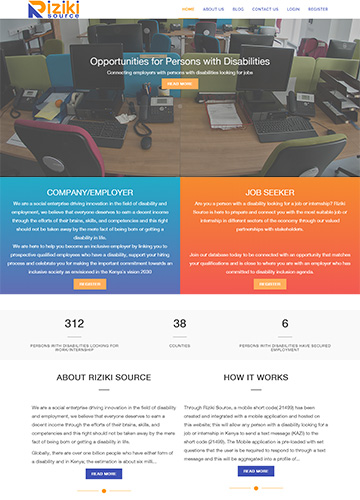 Riziki
source
HOME ABOUT US BLOG CONTACT US LOGIN REGISTER
Opportunities for Persons with Disabilities
Connecting employers with persons with disabilities looking for jobs
READ MORE
COMPANY/EMPLOYER
We are a social enterprise driving innovation in the field of disability and
employment, we believe that everyone deserves to earn a decent income
through the efforts of their brains, skills, and competencies and this right
should not be taken away by the mere fact of being born or getting a
disability in life.
We are here to help you become an inclusive employer by linking you to
prospective qualified employees who have a disability, support your hiring
process and celebrate you for making the important commitment towards an
inclusive society as envisioned in the Kenya's vision 2030
REGISTER
JOB SEEKER
Are you a person with a disability looking for a job or internship? Riziki
Source is here to prepare and connect you with the most suitable job or
internship in different sectors of the economy through our valued
partnerships with stakeholders.
Join our database today to be connected with an opportunity that matches
your qualifications and is close to where you are with an employer who has
committed to disability inclusion agenda.
REGISTER
312
PERSONS WITH DISABILITIES LOOKING FOR
WORK/INTERNSHIP
38
COUNTIES
6
PERSONS WITH DISABILITIES HAVE SECURED
EMPLOYMENT
ABOUT RIZIKI SOURCE
We are a social enterprise driving innovation in the field of disability
and employment, we believe that everyone deserves to earn a decent
income through the efforts of their brains, skills, and
competencies and this right should not be taken away by the mere
fact of being born or getting a disability in life.
Globally, there are over one billion people who have either form of
a disability and in Kenya; the estimation is about six milli...
READ MORE
HOW IT WORKS
Through Riziki Source, a mobile short code( 21499) has been
created and integrated with a mobile application and hosted on
this website; this will allow any person with a disability looking for
a job or internship in Kenya to send a text message (KAZI) to the
short code (21499). The Mobile application is pre loaded with set
questions that the user is required to respond to through a text
message and this will be aggregated into a profile of...
READ MORE